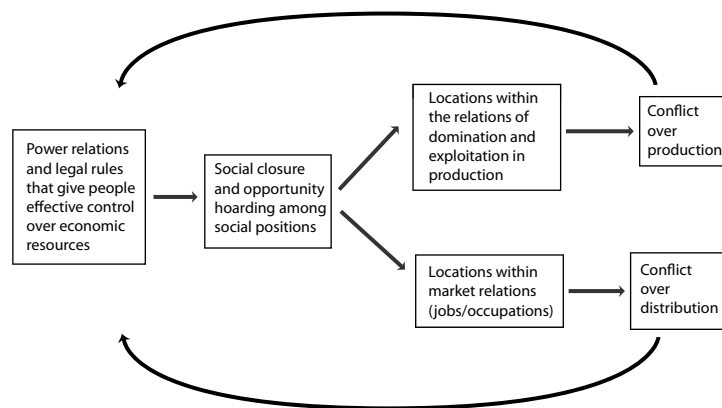 Power relations
and legal rules
that give people
effective control
over economic
resources
Social closure
and opportunity
hoarding among
social positions
Locations within
the relations of
domination and
exploitation in
production
Conflict
over
production
Locations within
market relations
(jobs/occupations)
Conflict
over
distribution